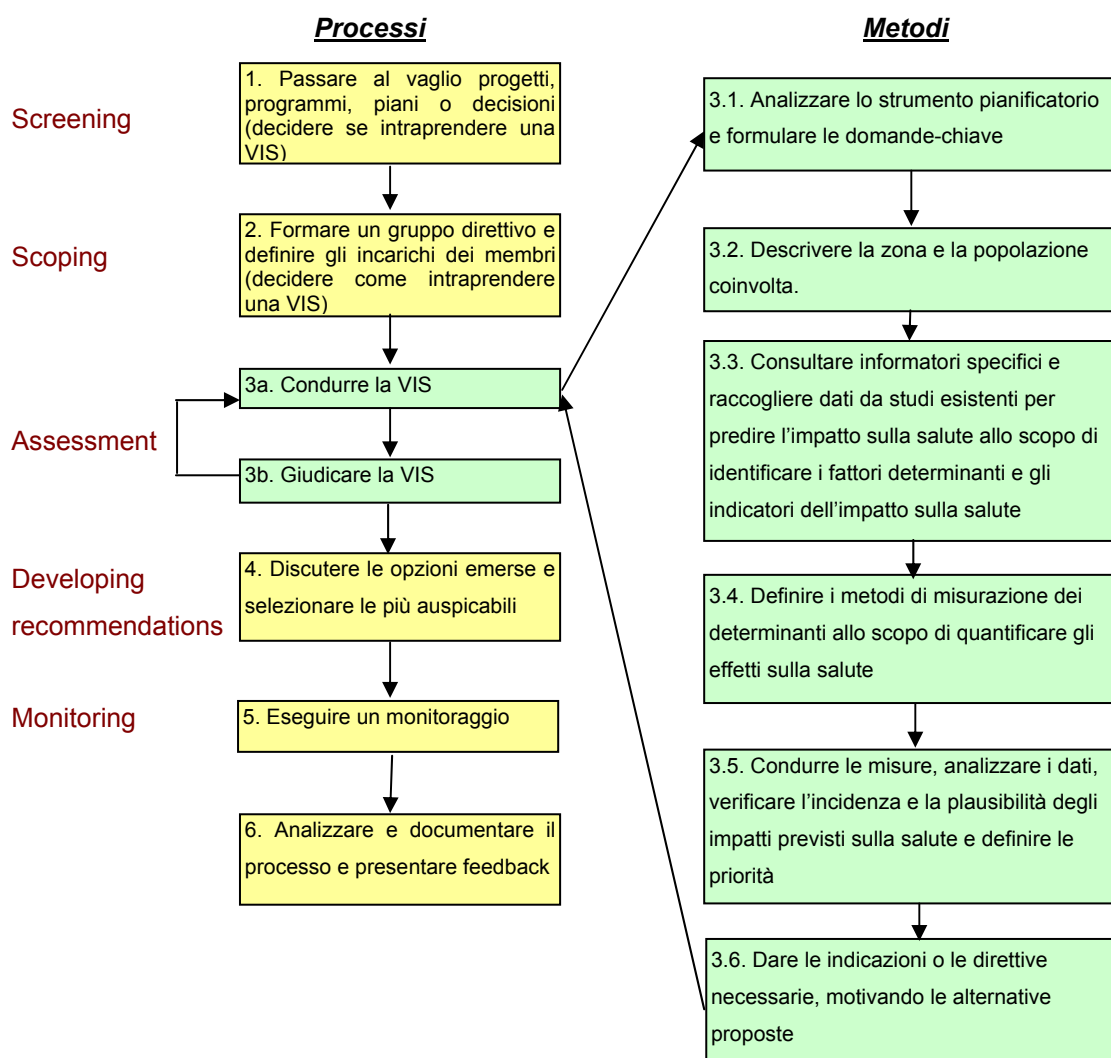 Processi
Screening
1. Passare al vaglio progetti,
programmi, piani o decisioni
(decidere se intraprendere una
VIS)
Scoping
2. Formare un gruppo direttivo e
definire gli incarichi dei membri
(decidere come intraprendere
una VIS)
Assessment
3a. Condurre la VIS
3b. Giudicare la VIS
Developing
recommendations
4. Discutere le opzioni emerse e
selezionare le più auspicabili
Monitoring
5. Eseguire un monitoraggio
6. Analizzare e documentare il
processo e presentare feedback
Metodi
3.1. Analizzare lo strumento pianificatorio
e formulare le domande-chiave
3.2. Descrivere la zona e la popolazione
coinvolta.
3.3. Consultare informatori specifici e
raccogliere dati da studi esistenti per
predire l’impatto sulla salute allo scopo di
identificare i fattori determinanti e gli
indicatori dell’impatto sulla salute
3.4. Definire i metodi di misurazione dei
determinanti allo scopo di quantificare gli
effetti sulla salute
3.5. Condurre le misure, analizzare i dati,
verificare l’incidenza e la plausibilità degli
impatti previsti sulla salute e definire le
priorità
3.6. Dare le indicazioni o le direttive
necessarie, motivando le alternative
proposte